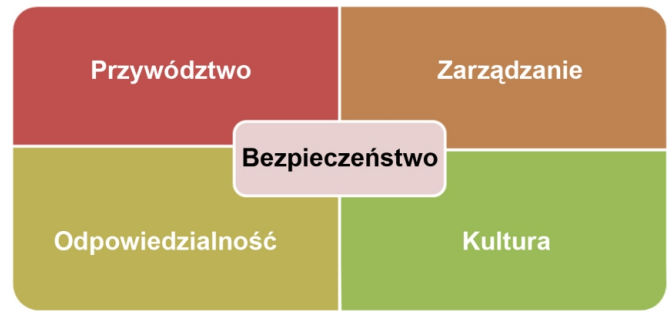 Przywództwo
Zarządzanie
Bezpieczeństwo
Odpowiedzialność
Kultura